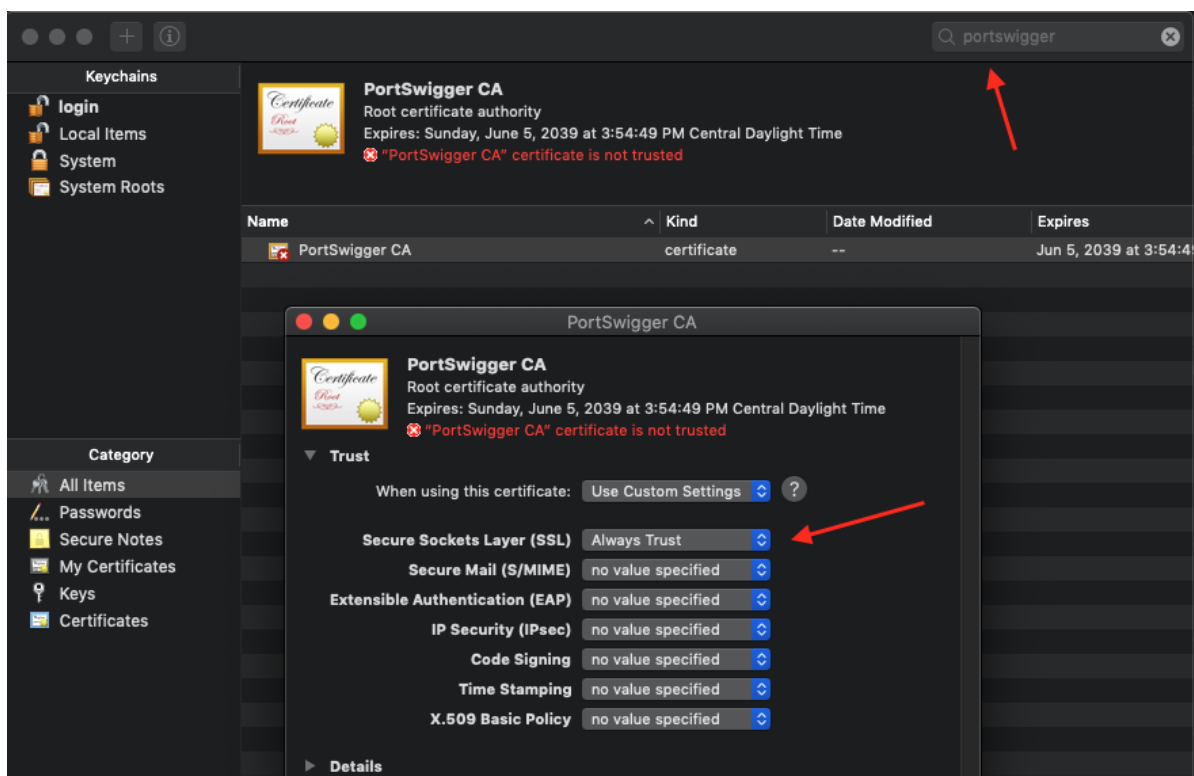 portswigger
Keychains
login
Local Items
System
System Roots
Certificate
Root
PortSwigger CA
Root certificate authority
Expires: Sunday, June 5, 2039 at 3:54:49 PM Central Daylight Time
“PortSwigger CA” certificate is not trusted
Name Kind Date Modified Expires
PortSwigger CA certificate -- Jun 5, 2039 at 3:54:4
PortSwigger CA
Certificate
Root
PortSwigger CA
Root certificate authority
Expires: Sunday, June 5, 2039 at 3:54:49 PM Central Daylight Time
“PortSwigger CA” certificate is not trusted
Trust
When using this certificate: Use Custom Settings ?
Secure Sockets Layer (SSL) Always Trust
Secure Mail (S/MIME) no value specified
Extensible Authentication (EAP) no value specified
IP Security (IPsec) no value specified
Code Signing no value specified
Time Stamping no value specified
X.509 Basic Policy no value specified
Details
Category
All Items
Passwords
Secure Notes
My Certificates
Keys
Certificates